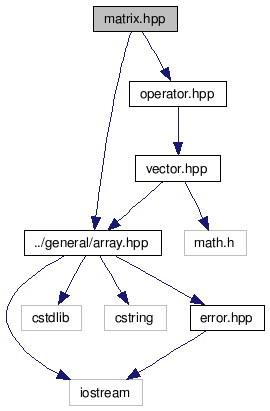 matrix.hpp
operator.hpp
vector.hpp
../general/array.hpp
math.h
cstdlib
cstring
error.hpp
iostream